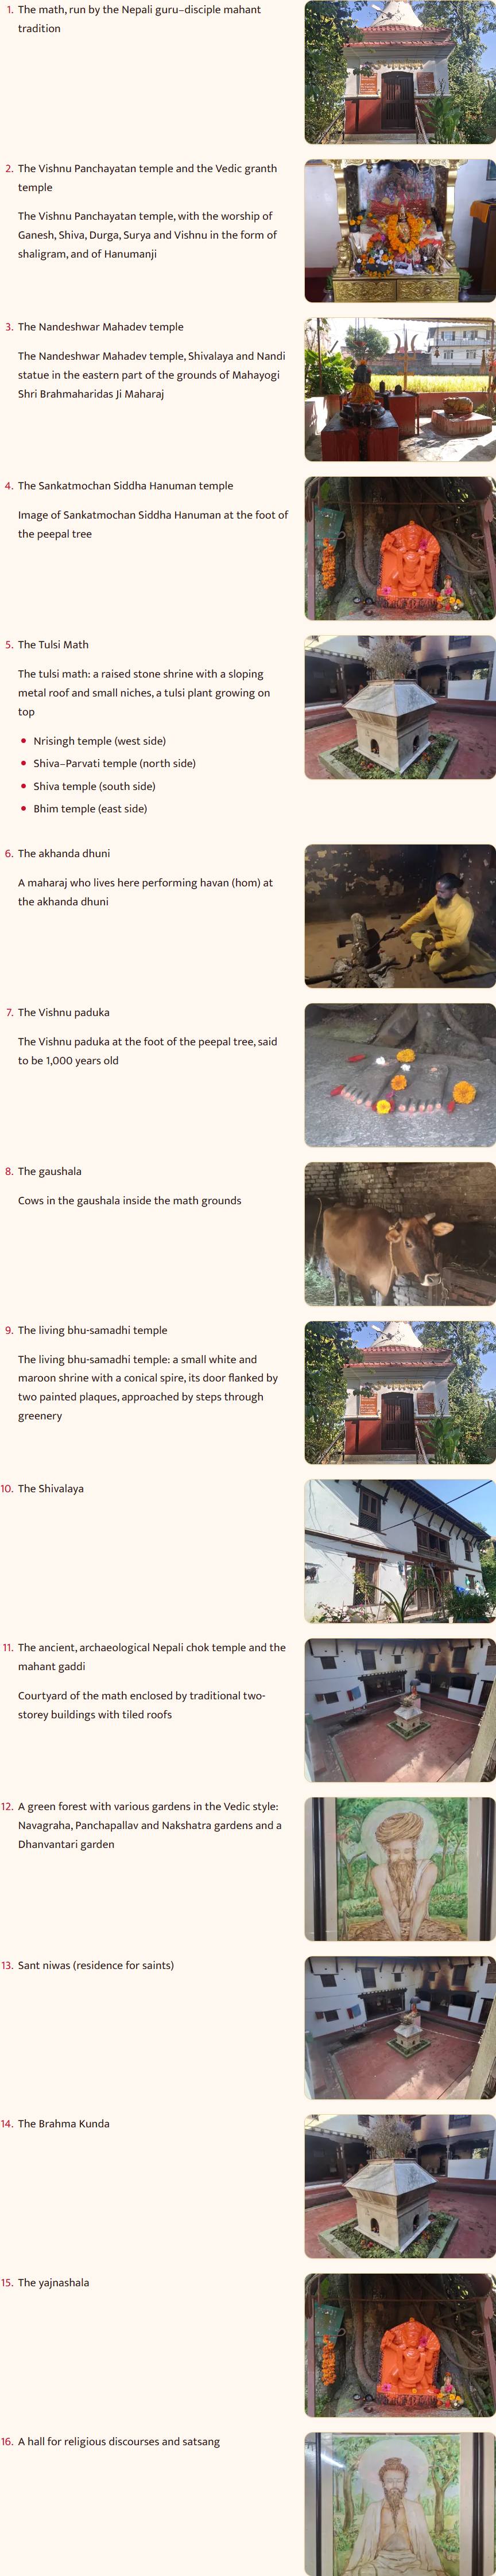 1. The math, run by the Nepali guru–disciple mahant
tradition
2. The Vishnu Panchayatan temple and the Vedic granth
temple
The Vishnu Panchayatan temple, with the worship of
Ganesh, Shiva, Durga, Surya and Vishnu in the form of
shaligram, and of Hanumanji
3. The Nandeshwar Mahadev temple
The Nandeshwar Mahadev temple, Shivalaya and Nandi
statue in the eastern part of the grounds of Mahayogi
Shri Brahmaharidas Ji Maharaj
4. The Sankatmochan Siddha Hanuman temple
Image of Sankatmochan Siddha Hanuman at the foot of
the peepal tree
5. The Tulsi Math
The tulsi math: a raised stone shrine with a sloping
metal roof and small niches, a tulsi plant growing on
top
• Nrisingh temple (west side)
• Shiva–Parvati temple (north side)
• Shiva temple (south side)
• Bhim temple (east side)
6. The akhanda dhuni
A maharaj who lives here performing havan (hom) at
the akhanda dhuni
7. The Vishnu paduka
The Vishnu paduka at the foot of the peepal tree, said
to be 1,000 years old
8. The gaushala
Cows in the gaushala inside the math grounds
9. The living bhu-samadhi temple
The living bhu-samadhi temple: a small white and
maroon shrine with a conical spire, its door flanked by
two painted plaques, approached by steps through
greenery
10. The Shivalaya
11. The ancient, archaeological Nepali chok temple and the
mahant gaddi
Courtyard of the math enclosed by traditional two-
storey buildings with tiled roofs
12. A green forest with various gardens in the Vedic style:
Navagraha, Panchapallav and Nakshatra gardens and a
Dhanvantari garden
13. Sant niwas (residence for saints)
14. The Brahma Kunda
15. The yajnashala
16. A hall for religious discourses and satsang